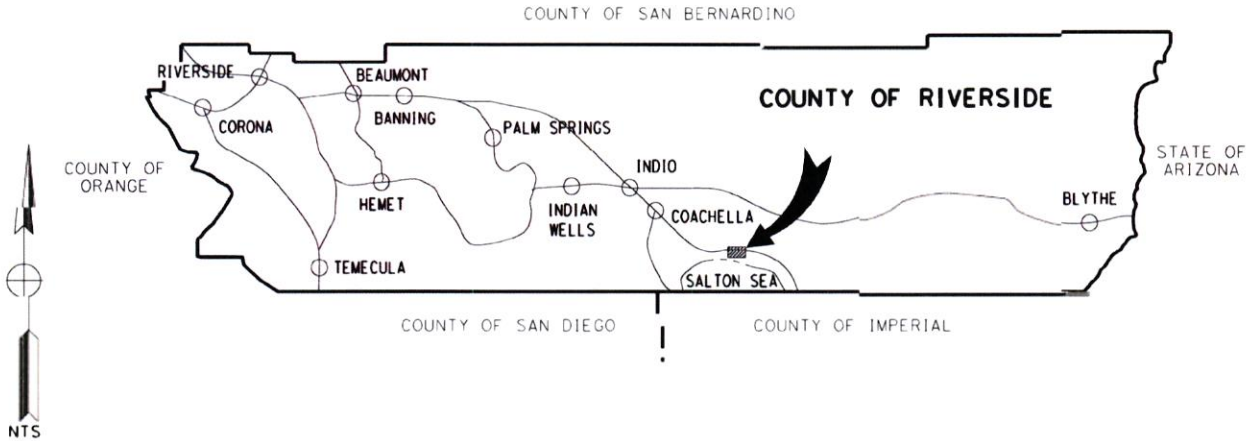 COUNTY OF SAN BERNARDINO
RIVERSIDE
BEAUMONT
COUNTY OF RIVERSIDE
CORONA
BANNING
PALM SPRINGS
COUNTY OF
ORANGE
STATE OF
ARIZONA
INDIO
HEMET
INDIAN
WELLS
COACHELLA
BLYTHE
TEMECULA
SALTON SEA
COUNTY OF SAN DIEGO
COUNTY OF IMPERIAL
NTS